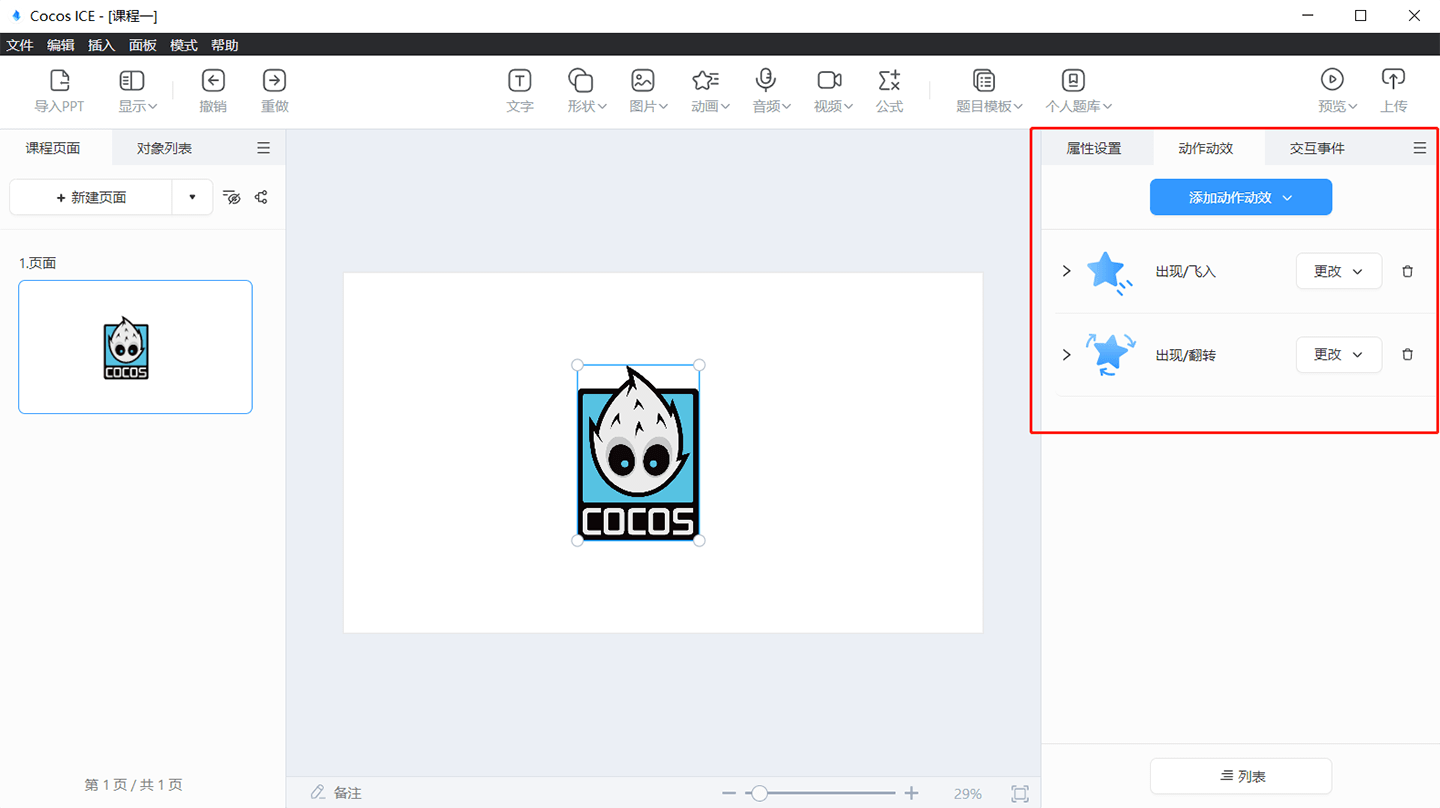 Cocos ICE - [课程一]
文件 编辑 插入 面板 模式 帮助
导入PPT 显示 撤销 重做 文字 形状 图片 动画 音频 视频 公式 题目模板 个人题库 预览 上传
课程页面 对象列表
+ 新建页面
1.页面
COCOS
第 1 页 / 共 1 页
COCOS
备注 29%
属性设置 动作动效 交互事件
添加动作动效
出现/飞入 更改
出现/翻转 更改
列表